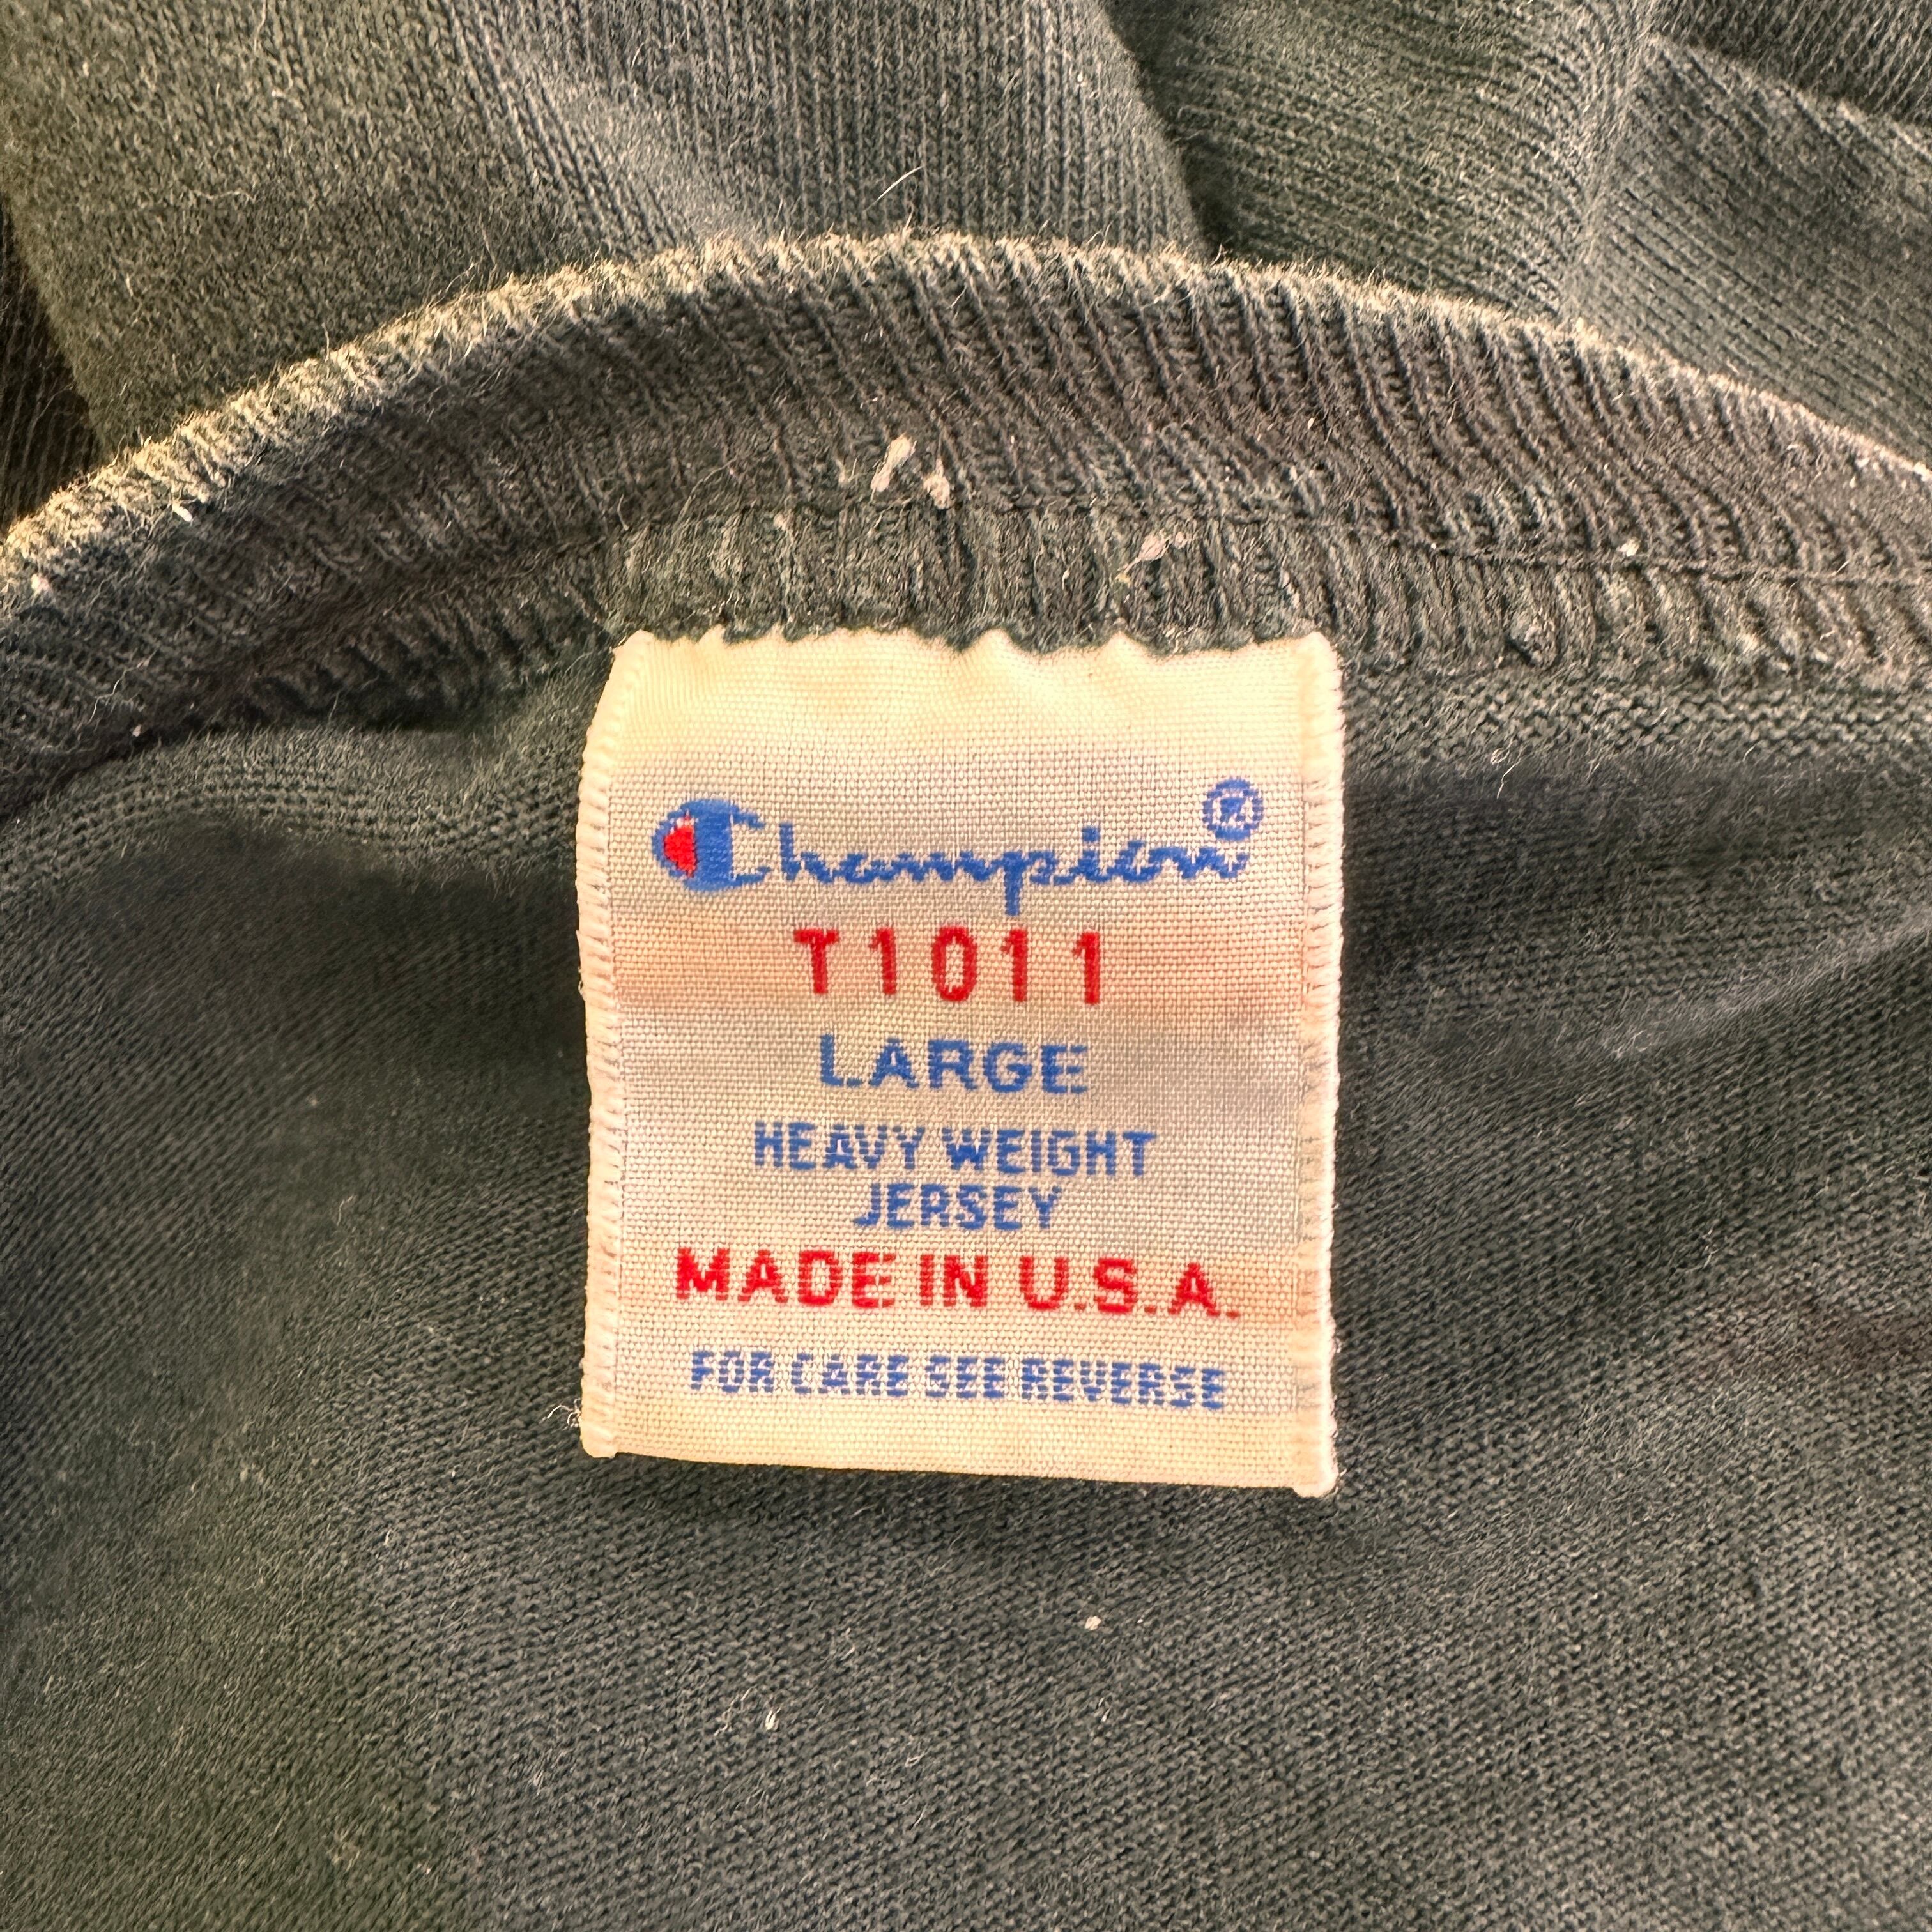 Champion®
T1011
LARGE
HEAVY WEIGHT
JERSEY
MADE IN U.S.A.
FOR CARE SEE REVERSE